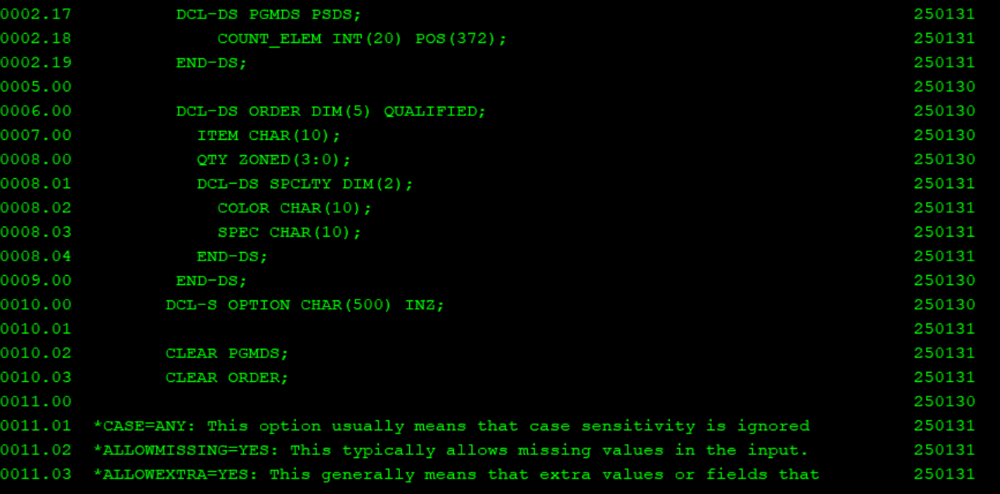 0002.17 DCL-DS PGMDS PSDS; 250131
0002.18 COUNT_ELEM INT(20) POS(372); 250131
0002.19 END-DS; 250131
0005.00 250130
0006.00 DCL-DS ORDER DIM(5) QUALIFIED; 250130
0007.00 ITEM CHAR(10); 250130
0008.00 QTY ZONED(3:0); 250130
0008.01 DCL-DS SPCLTY DIM(2); 250131
0008.02 COLOR CHAR(10); 250131
0008.03 SPEC CHAR(10); 250131
0008.04 END-DS; 250131
0009.00 END-DS; 250130
0010.00 DCL-S OPTION CHAR(500) INZ; 250130
0010.01 250131
0010.02 CLEAR PGMDS; 250131
0010.03 CLEAR ORDER; 250131
0011.00 250130
0011.01 *CASE=ANY: This option usually means that case sensitivity is ignored 250131
0011.02 *ALLOWMISSING=YES: This typically allows missing values in the input. 250131
0011.03 *ALLOWEXTRA=YES: This generally means that extra values or fields that 250131